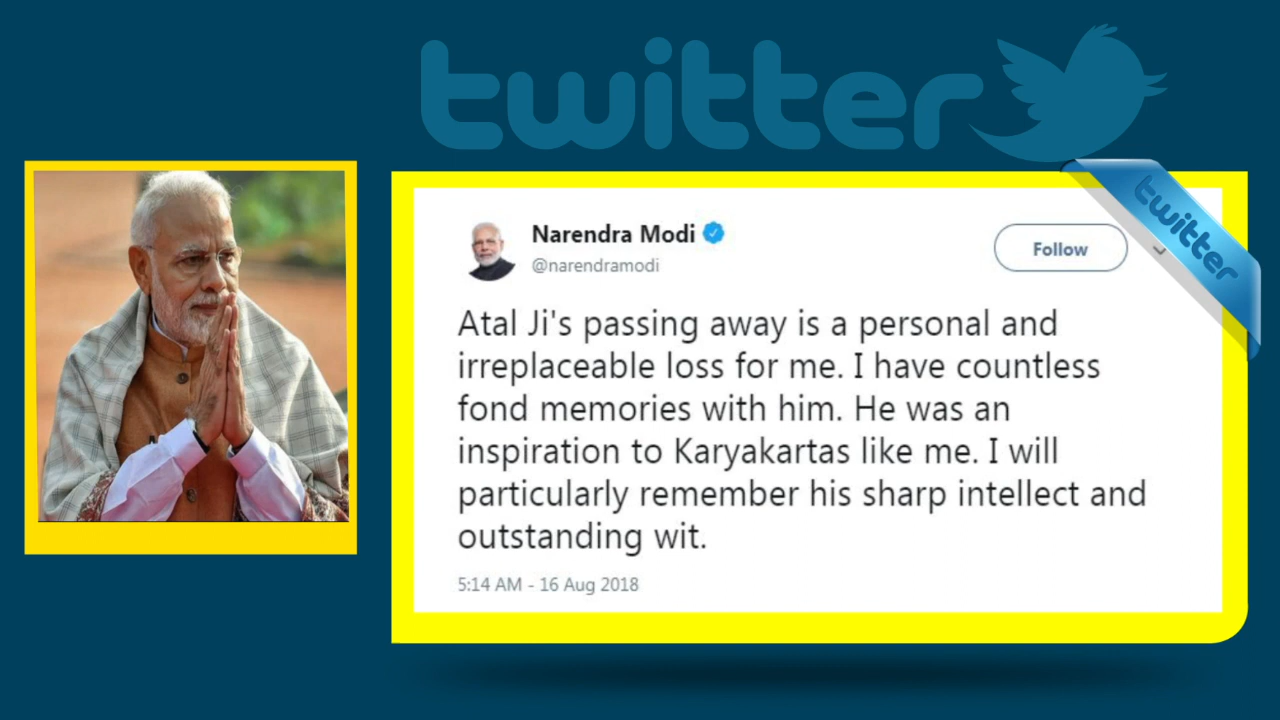 twitter
twitter
Narendra Modi
@narendramodi
Follow
Atal Ji's passing away is a personal and
irreplaceable loss for me. I have countless
fond memories with him. He was an
inspiration to Karyakartas like me. I will
particularly remember his sharp intellect and
outstanding wit.
5:14 AM - 16 Aug 2018